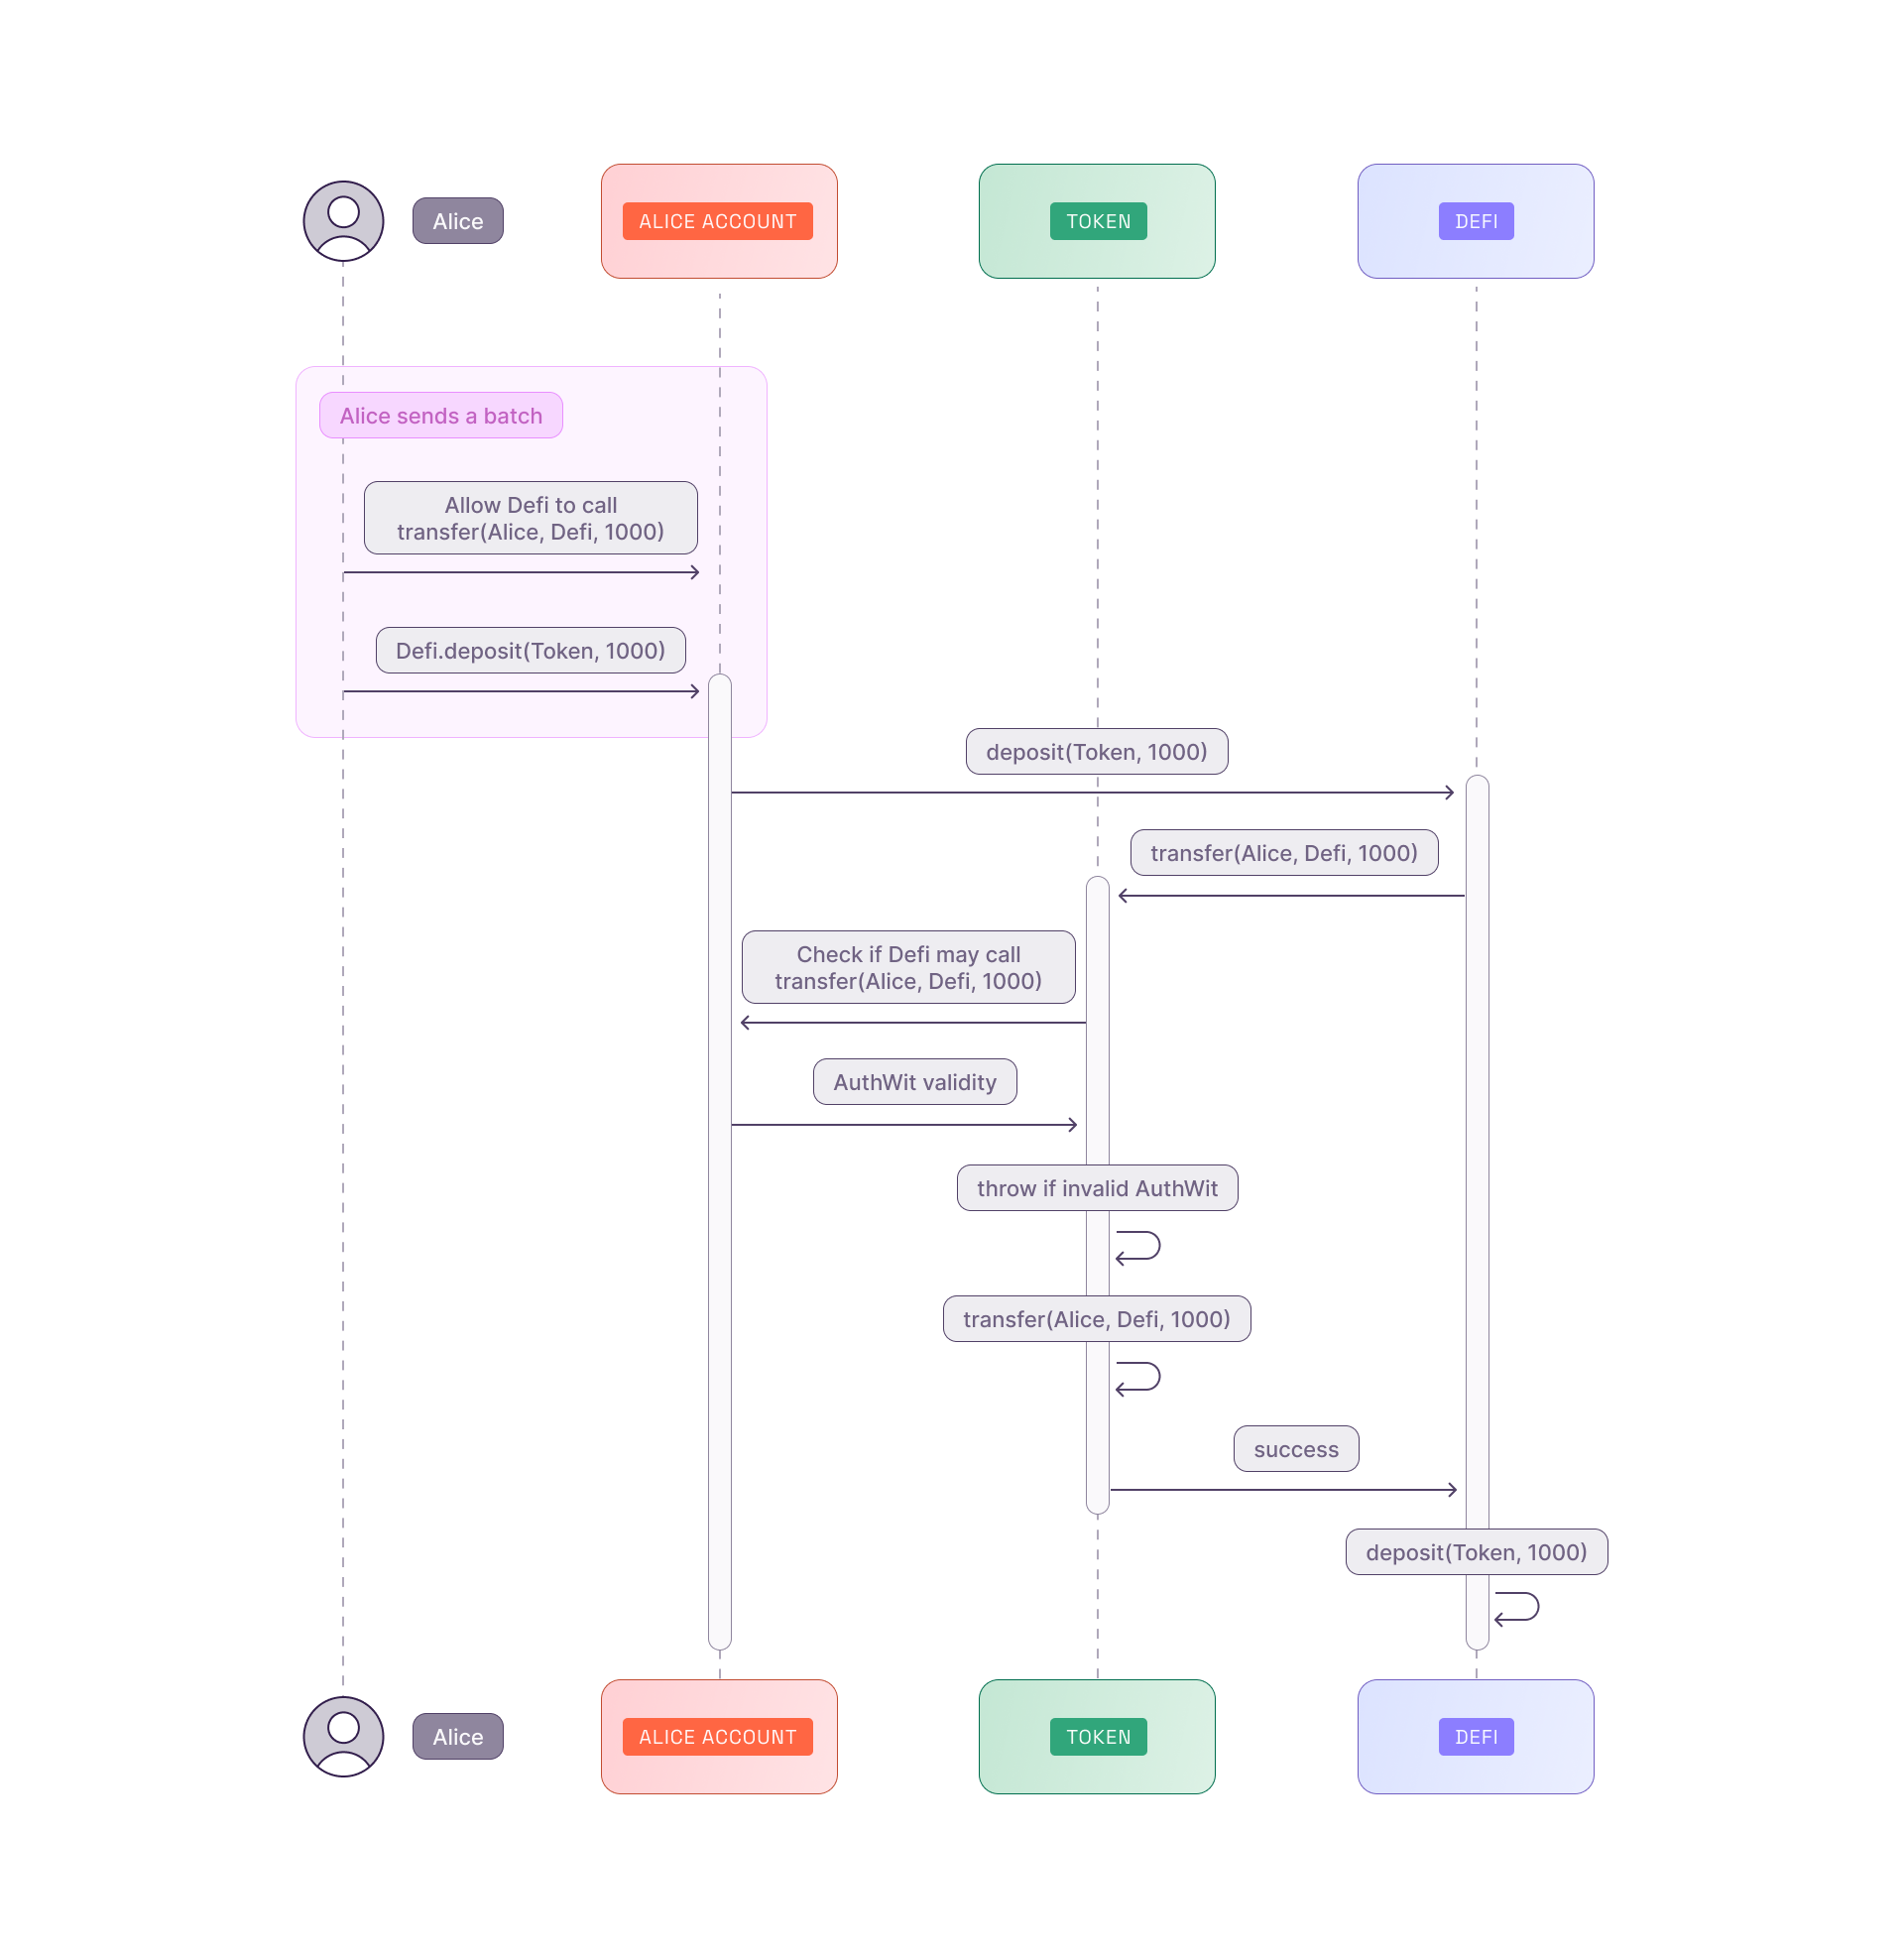 Alice
ALICE ACCOUNT
TOKEN
DEFI
Alice sends a batch
Allow Defi to call
transfer(Alice, Defi, 1000)
Defi.deposit(Token, 1000)
deposit(Token, 1000)
transfer(Alice, Defi, 1000)
Check if Defi may call
transfer(Alice, Defi, 1000)
AuthWit validity
throw if invalid AuthWit
transfer(Alice, Defi, 1000)
success
deposit(Token, 1000)
Alice
ALICE ACCOUNT
TOKEN
DEFI